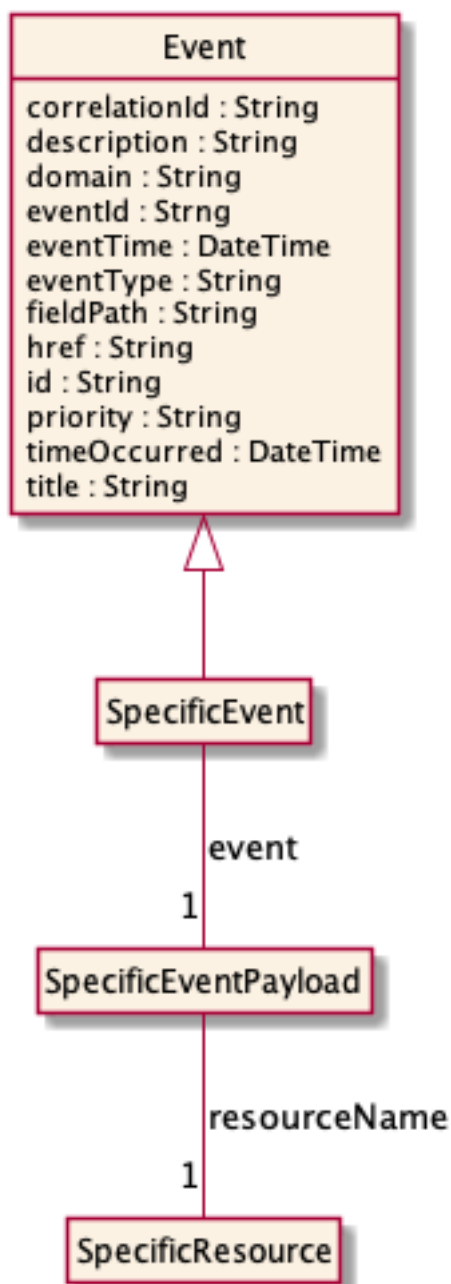 Event
correlationId : String
description : String
domain : String
eventId : Strng
eventTime : DateTime
eventType : String
fieldPath : String
href : String
id : String
priority : String
timeOccurred : DateTime
title : String
SpecificEvent
event
1
SpecificEventPayload
resourceName
1
SpecificResource